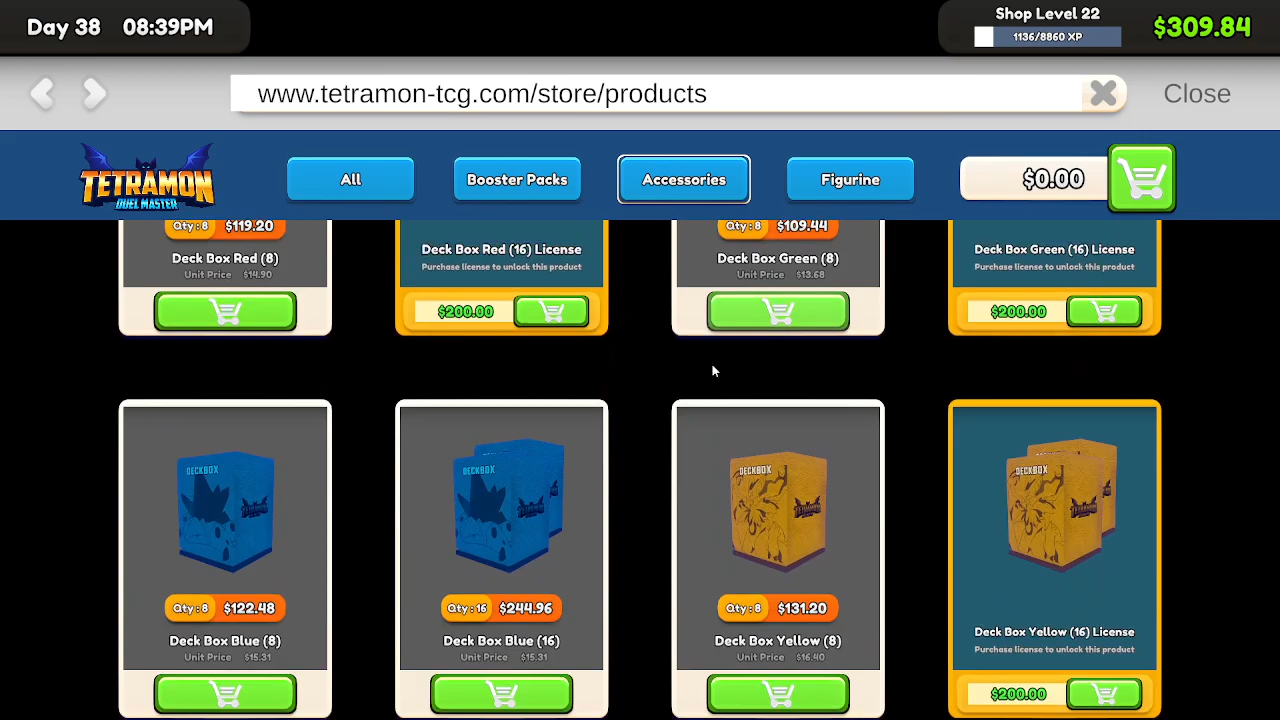 Day 38 08:39PM
Shop Level 22
1136/8860 XP
$309.84
www.tetramon-tcg.com/store/products
Close
TETRAMON
DUEL MASTER
All
Booster Packs
Accessories
Figurine
$0.00
Qty: 8 $119.20
Deck Box Red (8)
Unit Price $14.90
Deck Box Red (16) License
Purchase license to unlock this product
$200.00
Qty: 8 $109.44
Deck Box Green (8)
Unit Price $13.68
Deck Box Green (16) License
Purchase license to unlock this product
$200.00
DECKBOX
TETRAMON
Qty: 8 $122.48
Deck Box Blue (8)
Unit Price $15.31
DECKBOX
TETRAMON
Qty: 16 $244.96
Deck Box Blue (16)
Unit Price $15.31
DECKBOX
TETRAMON
Qty: 8 $131.20
Deck Box Yellow (8)
Unit Price $16.40
DECKBOX
TETRAMON
Deck Box Yellow (16) License
Purchase license to unlock this product
$200.00